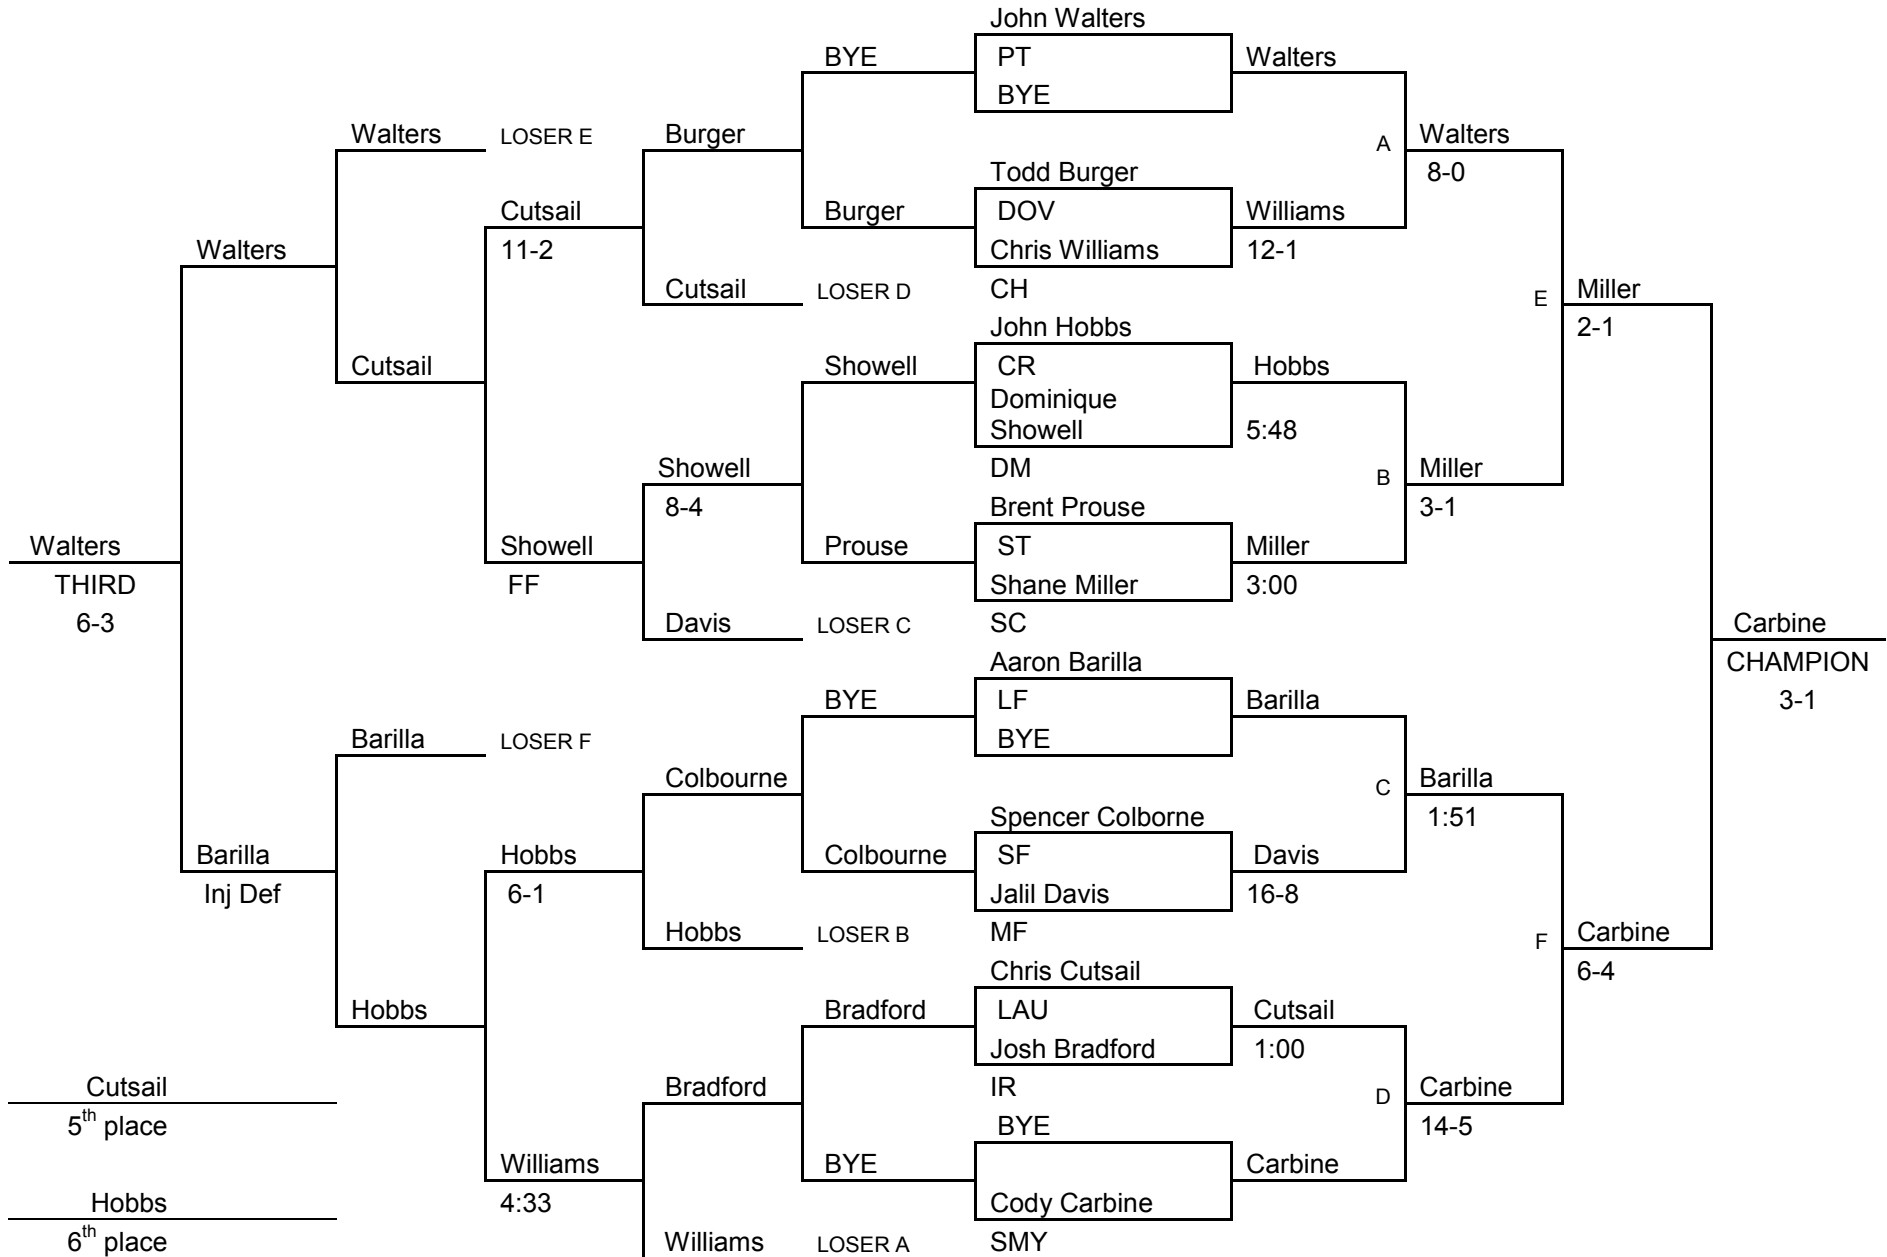 John Walters
BYE PT Walters
BYE
Walters LOSER E Burger A Walters
Todd Burger 8-0
Cutsail Burger DOV Williams
Walters 11-2 Chris Williams 12-1
Cutsail LOSER D CH E Miller
John Hobbs 2-1
Cutsail Showell CR Hobbs
Dominique
Showell 5:48
Showell DM B Miller
8-4 Brent Prouse 3-1
Walters Showell Prouse ST Miller
THIRD FF Shane Miller 3:00
6-3 Davis LOSER C SC Carbine
Aaron Barilla CHAMPION
BYE LF Barilla 3-1
Barilla LOSER F BYE
Colbourne C Barilla
Spencer Colborne 1:51
Barilla Hobbs Colbourne SF Davis
Inj Def 6-1 Jalil Davis 16-8
Hobbs LOSER B MF F Carbine
Chris Cutsail 6-4
Hobbs Bradford LAU Cutsail
Josh Bradford 1:00
Cutsail Bradford IR D Carbine
5th place BYE 14-5
Williams BYE Carbine
Hobbs 4:33 Cody Carbine
6th place Williams LOSER A SMY